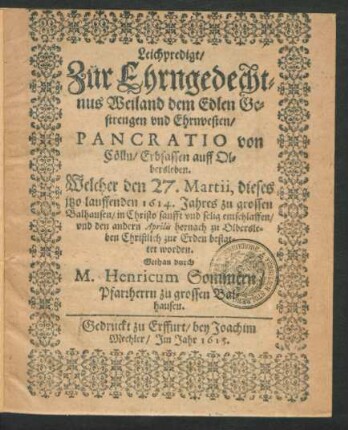 Leichpredigt/
Zür Ehrngedecht-
nus Weiland dem Edlen Ge-
strengen vnd Ehrnvesten/
PANCRATIO von
Cölln/ Erbsassen auff Ol-
bersleben.
Welcher den 27. Martii, dieses
itzo lauffenden 1614. Jahres zu grossen
Balhausen/ in Christo sanfft vnd selig entschlaffen/
vnd den andern Aprilis hernach zu Olbersle-
ben Christlich zur Erden bestat-
tet worden.
Gethan durch
M. Henricum Sommern/
Pfarrherrn zu grossen Bal-
hausen.
Gedruckt zu Erffurt/ bey Joachim
Mechler/ Im Jahr 1615.